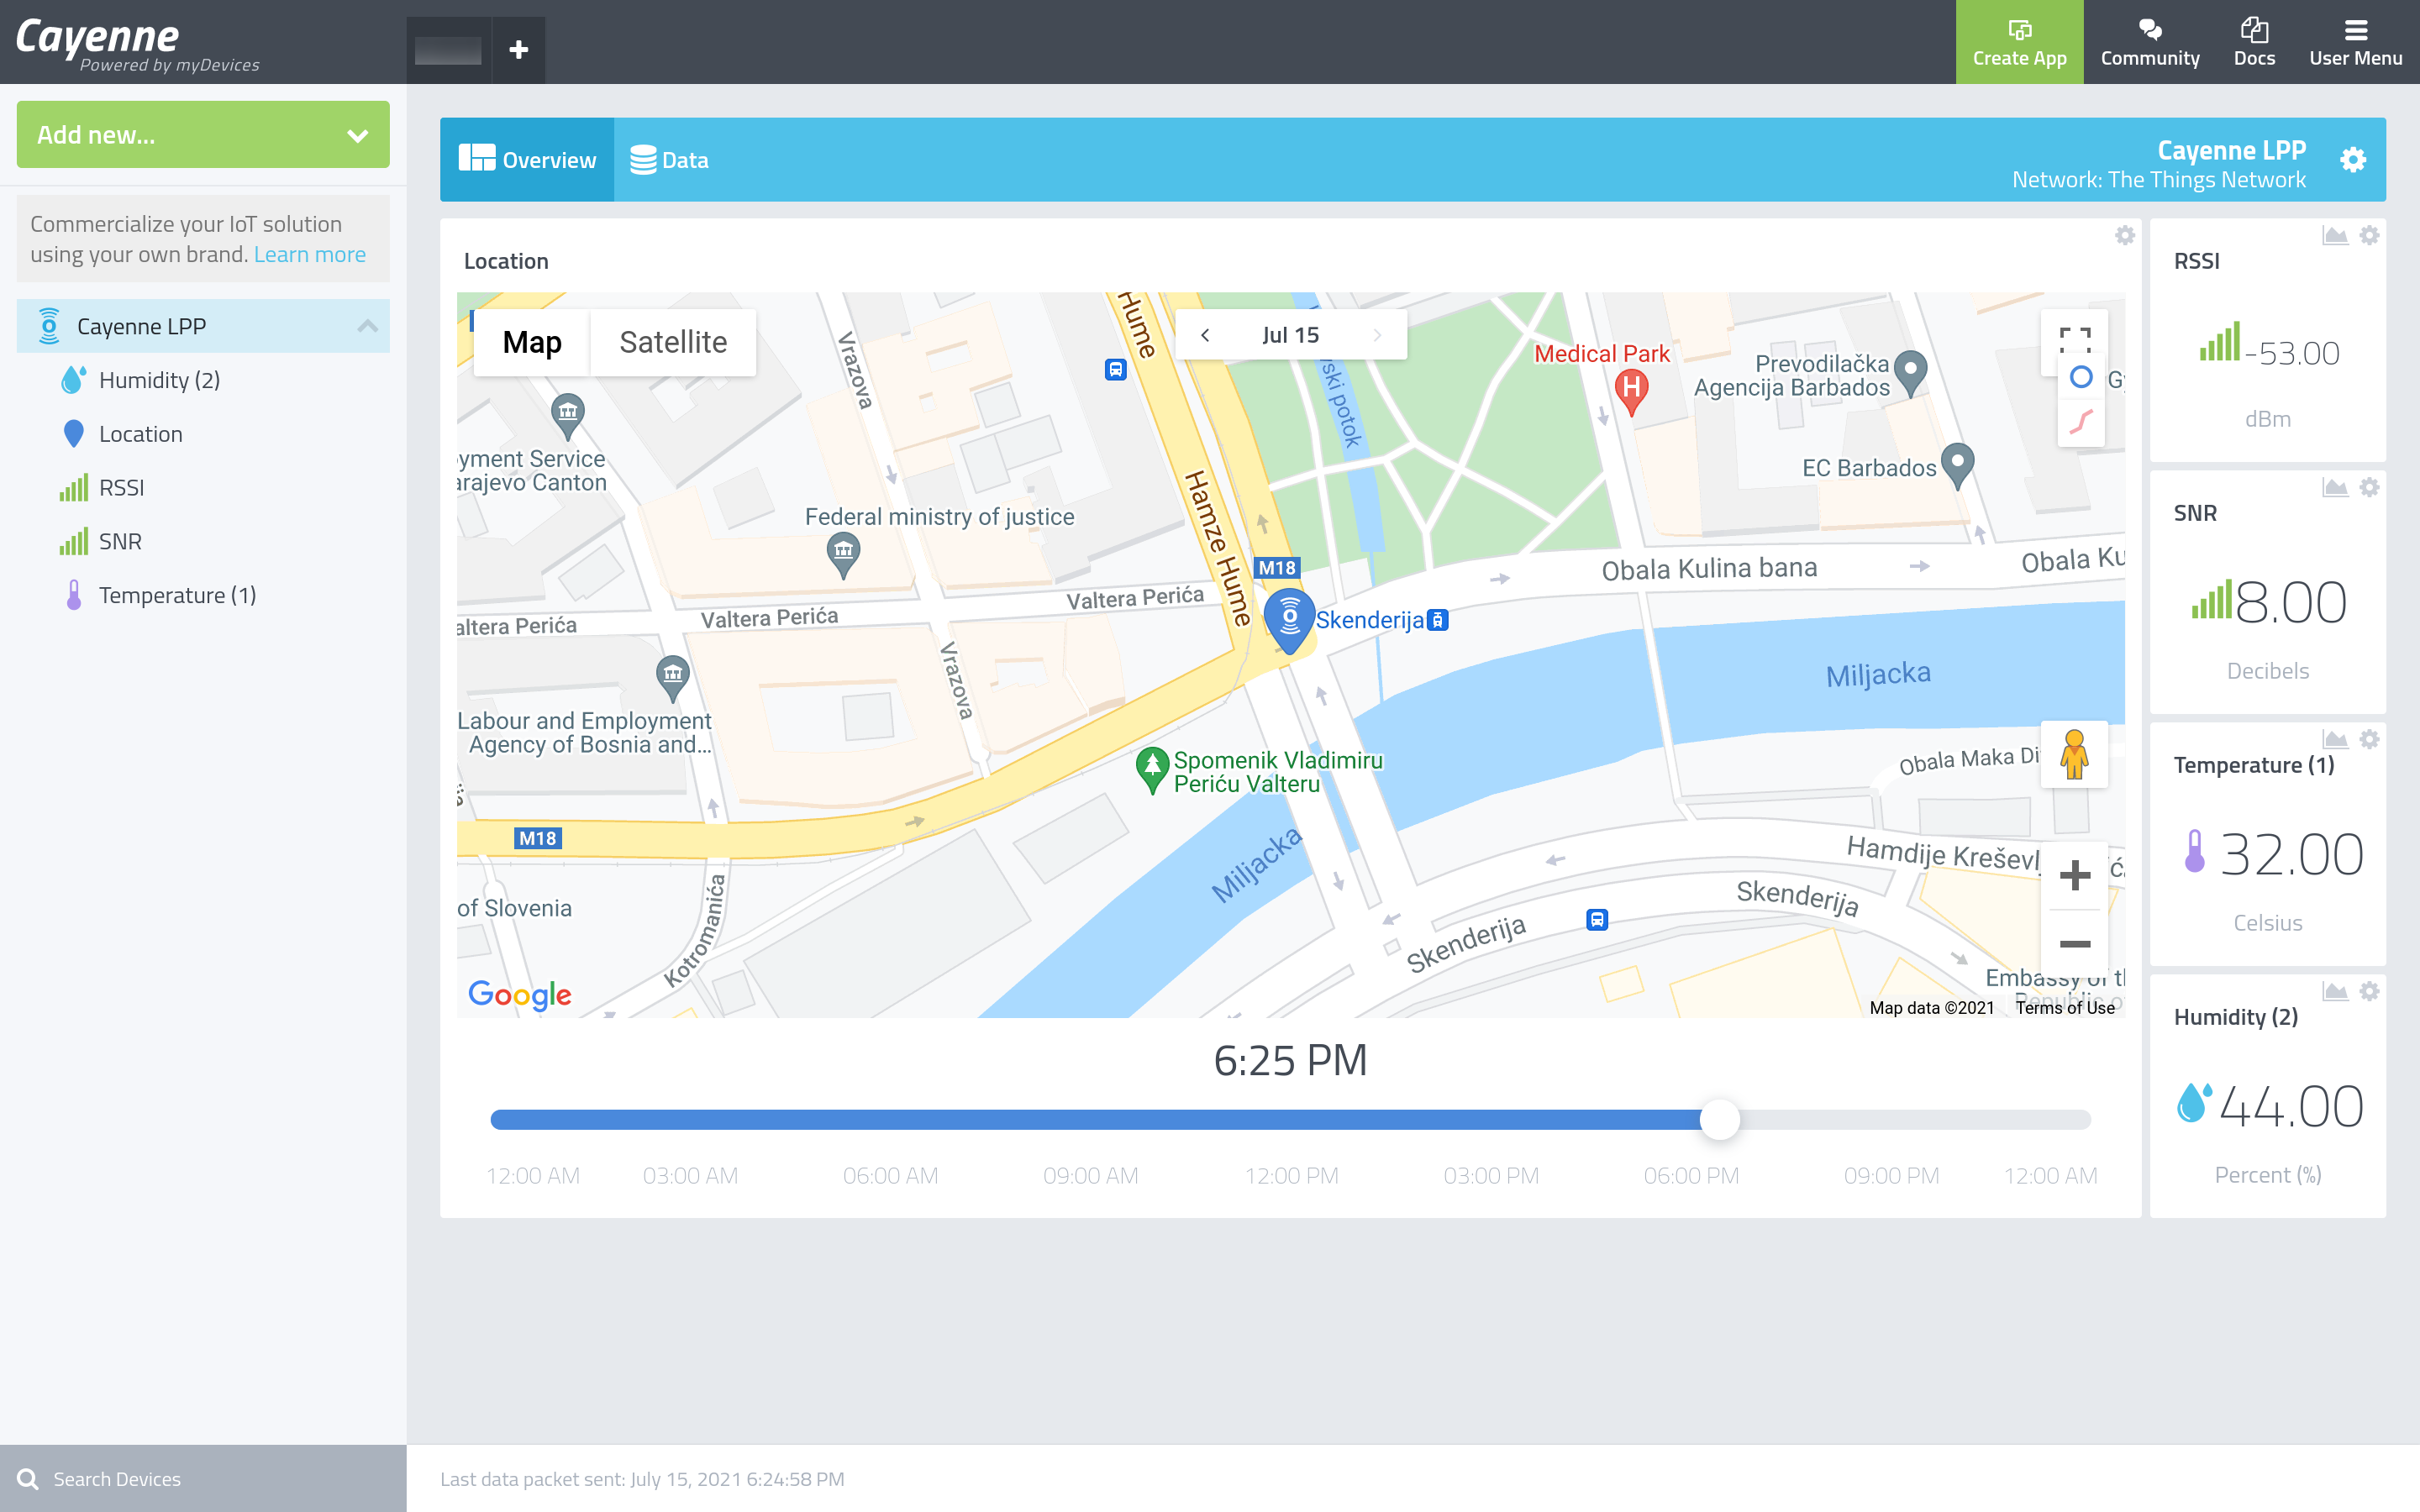 Cayenne
Powered by myDevices
Create App
Community
Docs
User Menu
Add new...
Commercialize your IoT solution
using your own brand. Learn more
Cayenne LPP
Humidity (2)
Location
RSSI
SNR
Temperature (1)
Search Devices
Overview
Data
Cayenne LPP
Network: The Things Network
Location
Map
Satellite
Jul 15
Hume
Vrazova
Medical Park
H
Prevodilačka
Agencija Barbados
EC Barbados
yment Service
arajevo Canton
Federal ministry of justice
Hamze Hume
ski potok
M18
Obala Kulina bana
Obala Ku
Valtera Perića
Valtera Perića
altera Perića
Skenderija
Vrazova
Miljacka
Labour and Employment
Agency of Bosnia and...
Spomenik Vladimiru
Periću Valteru
Obala Maka Di
M18
Miljacka
Hamdije Kreševl
Skenderija
Skenderija
of Slovenia
Kotromanića
Embassy of t
Republic o
Google
Map data ©2021
Terms of Use
6:25 PM
12:00 AM
03:00 AM
06:00 AM
09:00 AM
12:00 PM
03:00 PM
06:00 PM
09:00 PM
12:00 AM
RSSI
-53.00
dBm
SNR
8.00
Decibels
Temperature (1)
32.00
Celsius
Humidity (2)
44.00
Percent (%)
Last data packet sent: July 15, 2021 6:24:58 PM